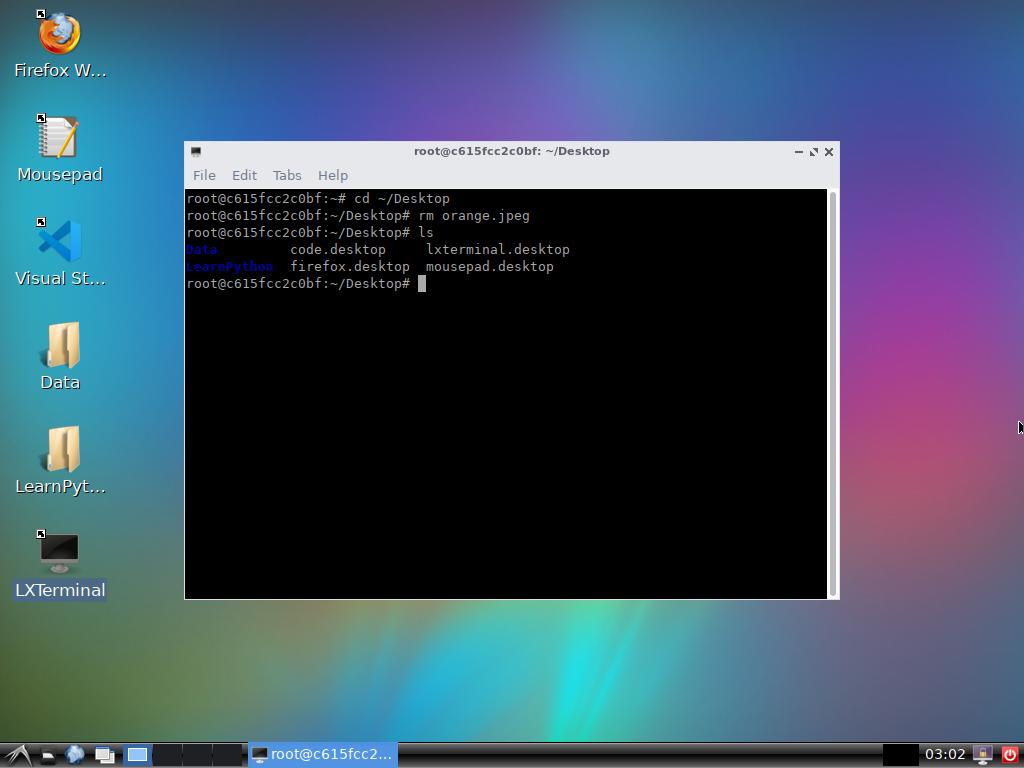 Firefox W...
Mousepad
Visual St...
Data
LearnPyt...
LXTerminal
root@c615fcc2c0bf: ~/Desktop
File Edit Tabs Help
root@c615fcc2c0bf:~# cd ~/Desktop
root@c615fcc2c0bf:~/Desktop# rm orange.jpeg
root@c615fcc2c0bf:~/Desktop# ls
Data code.desktop lxterminal.desktop
LearnPython firefox.desktop mousepad.desktop
root@c615fcc2c0bf:~/Desktop#
root@c615fcc2...
03:02